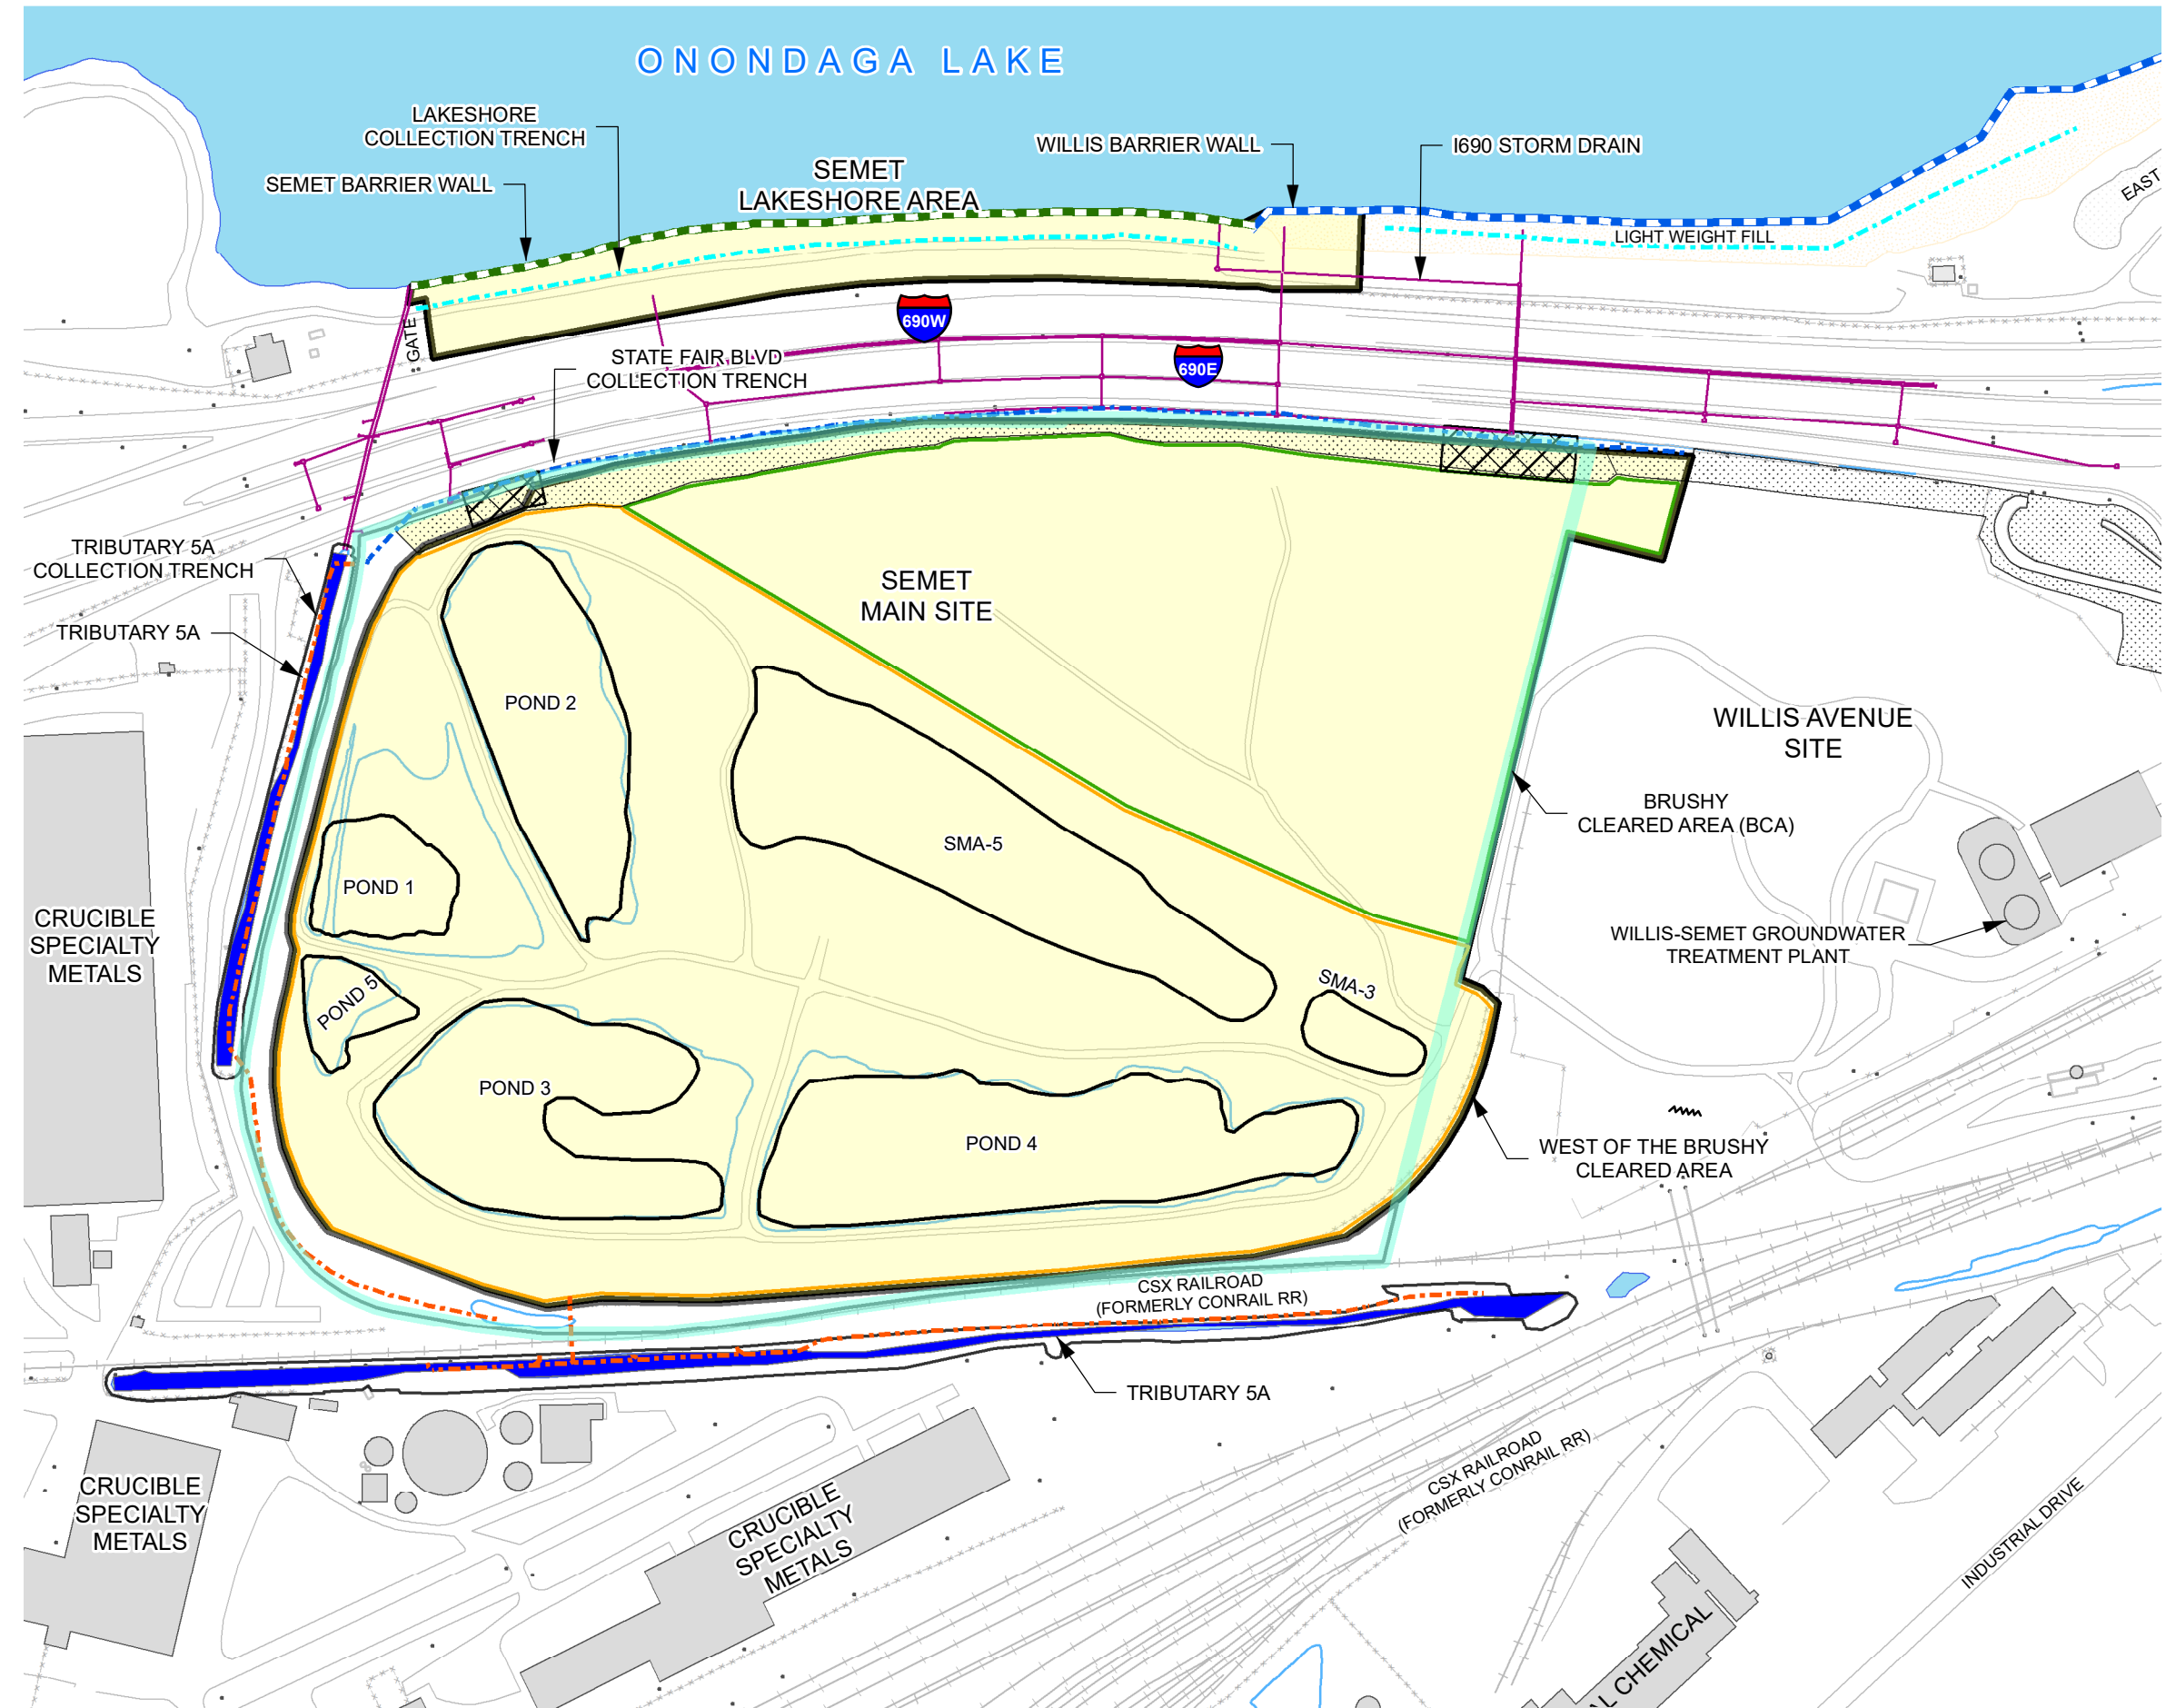 ONONDAGA LAKE
LAKESHORE
COLLECTION TRENCH
SEMET BARRIER WALL
SEMET
LAKESHORE AREA
WILLIS BARRIER WALL
I690 STORM DRAIN
EAST
LIGHT WEIGHT FILL
GATE
690W
690E
STATE FAIR BLVD
COLLECTION TRENCH
TRIBUTARY 5A
COLLECTION TRENCH
TRIBUTARY 5A
SEMET
MAIN SITE
POND 2
WILLIS AVENUE
SITE
BRUSHY
CLEARED AREA (BCA)
SMA-5
POND 1
CRUCIBLE
SPECIALTY
METALS
WILLIS-SEMET GROUNDWATER
TREATMENT PLANT
SMA-3
POND 5
POND 3
POND 4
WEST OF THE BRUSHY
CLEARED AREA
CSX RAILROAD
(FORMERLY CONRAIL RR)
TRIBUTARY 5A
CRUCIBLE
SPECIALTY
METALS
CRUCIBLE
SPECIALTY
METALS
CSX RAILROAD
(FORMERLY CONRAIL RR)
INDUSTRIAL DRIVE
AL CHEMICAL